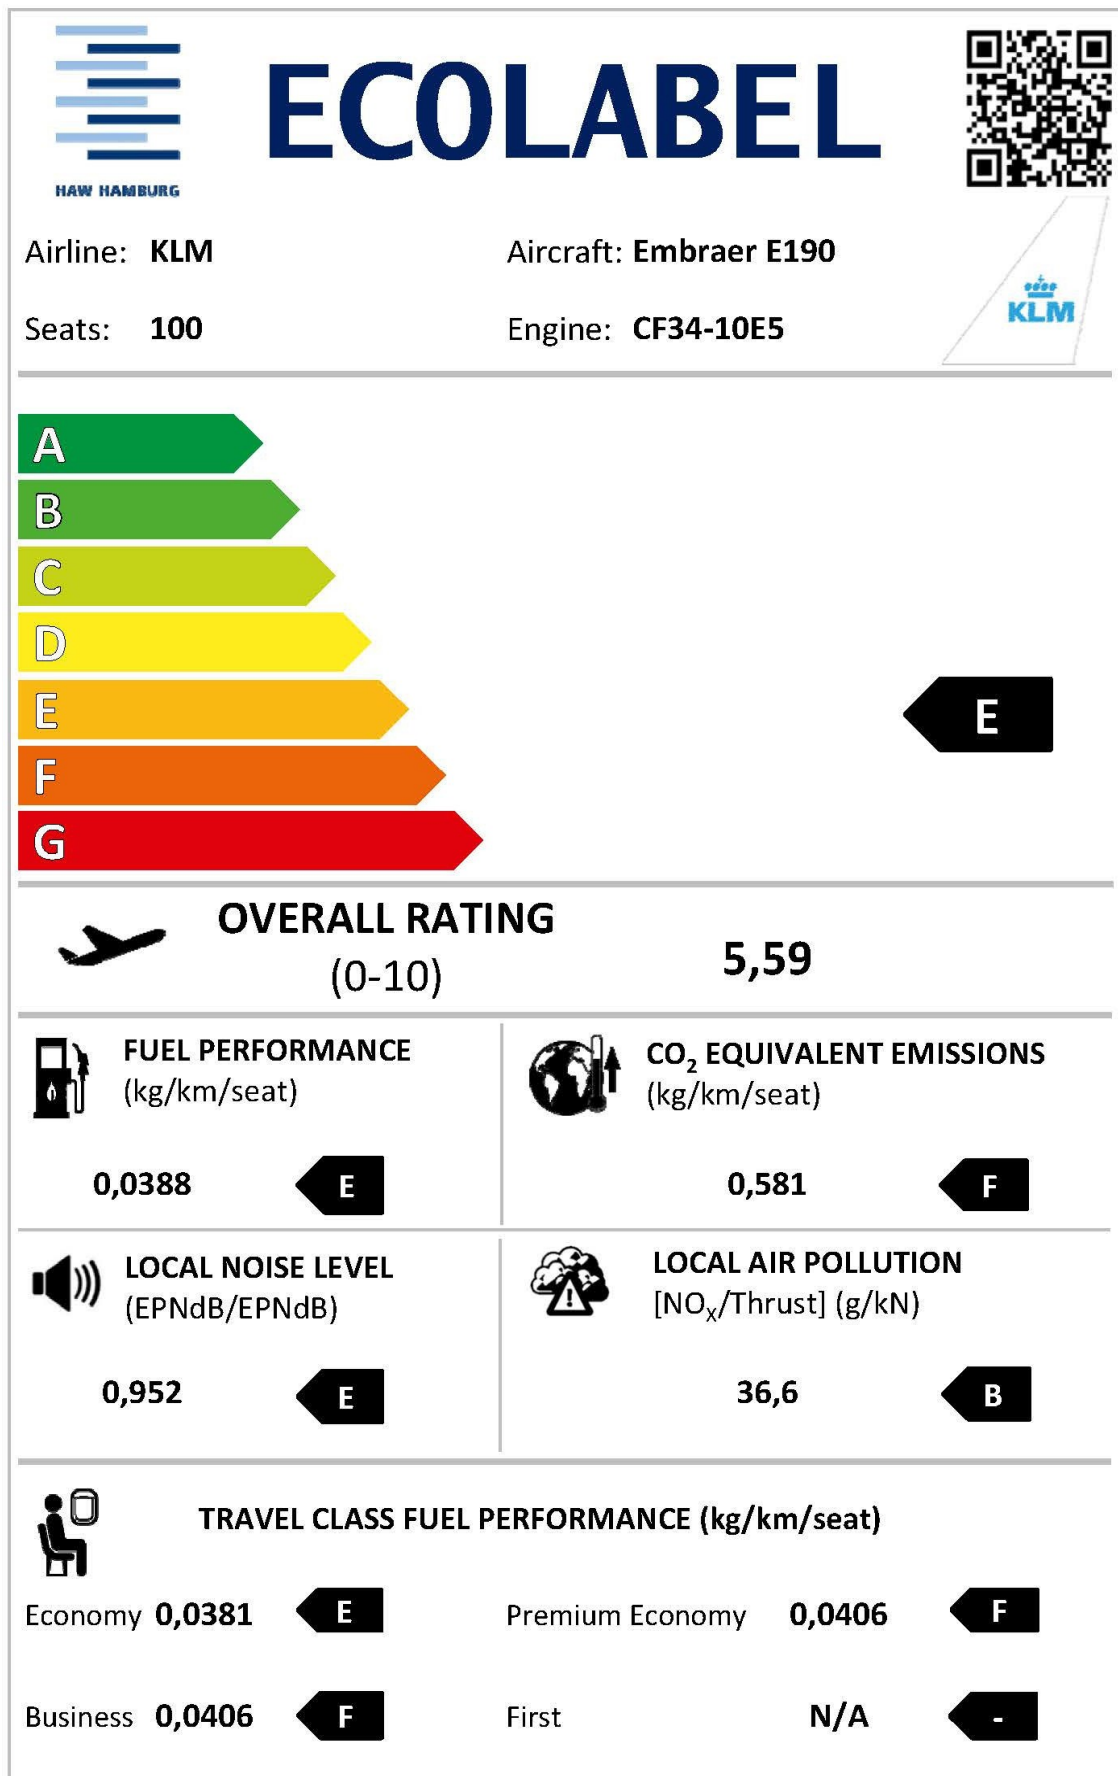 ECOLABEL
HAW HAMBURG
Airline: KLM Aircraft: Embraer E190
KLM
Seats: 100 Engine: CF34-10E5
A
B
C
D
E
E
F
G
OVERALL RATING
(0-10)
5,59
FUEL PERFORMANCE
(kg/km/seat)
0,0388 E
CO₂ EQUIVALENT EMISSIONS
(kg/km/seat)
0,581 F
LOCAL NOISE LEVEL
(EPNdB/EPNdB)
0,952 E
LOCAL AIR POLLUTION
[NOₓ/Thrust] (g/kN)
36,6 B
TRAVEL CLASS FUEL PERFORMANCE (kg/km/seat)
Economy 0,0381 E Premium Economy 0,0406 F
Business 0,0406 F First N/A -